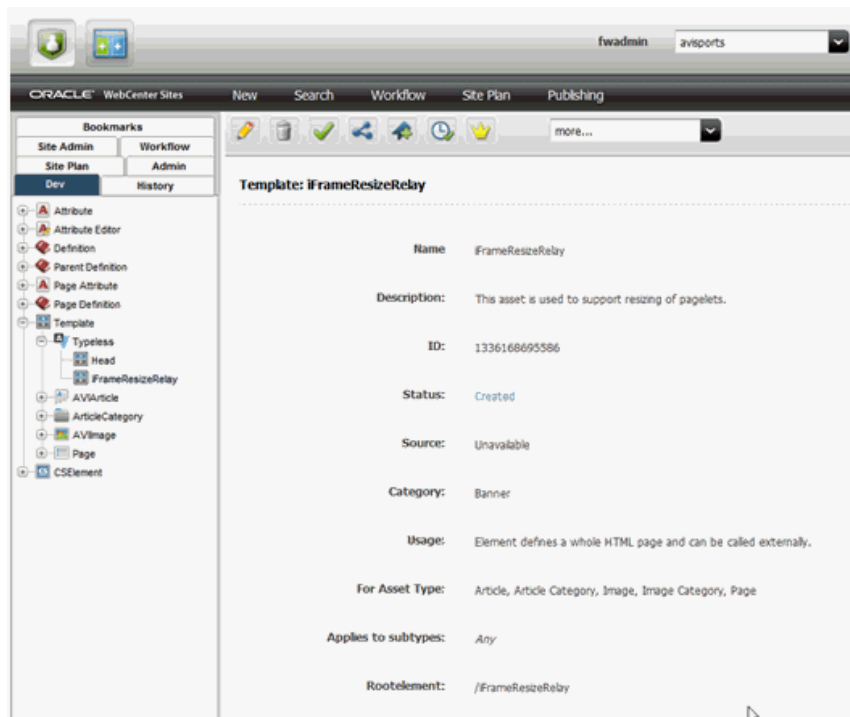 fwadmin avisports
ORACLE WebCenter Sites New Search Workflow Site Plan Publishing
Bookmarks
Site Admin Workflow
Site Plan Admin
Dev History
more...
Attribute
Attribute Editor
Definition
Parent Definition
Page Attribute
Page Definition
Template
Typeless
Head
iFrameResizeRelay
AVIArticle
ArticleCategory
AVIImage
Page
CSElement
Template: iFrameResizeRelay
Name iFrameResizeRelay
Description: This asset is used to support resizing of pagelets.
ID: 1336168695586
Status: Created
Source: Unavailable
Category: Banner
Usage: Element defines a whole HTML page and can be called externally.
For Asset Type: Article, Article Category, Image, Image Category, Page
Applies to subtypes: Any
Rootelement: /iFrameResizeRelay